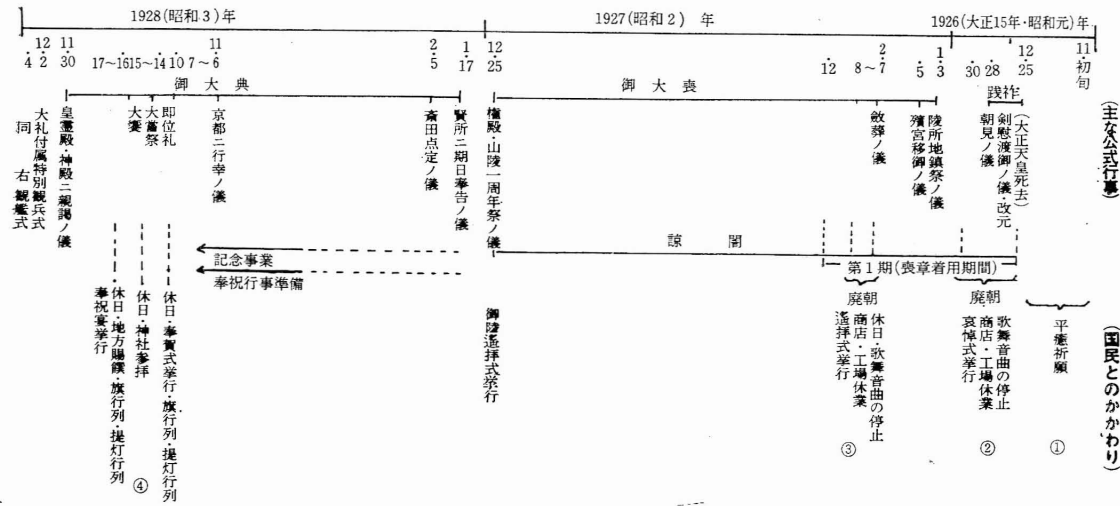 1928(昭和3)年
1927(昭和2) 年
1926(大正15年・昭和元)年
11・初旬
12・25
28
30
1・3
5
2・7
8〜
12
12・25
1・17
2・5
11・6
7〜
10
14
15〜
16
17〜
11・30
12・2
4
御大典
御大喪
践祚
(主な公式行事)
(大正天皇死去)
剣璽渡御ノ儀・改元
朝見ノ儀
陵所地鎮祭ノ儀
殯宮移御ノ儀
斂葬ノ儀
権殿・山陵一周年祭ノ儀
賢所ニ期日奉告ノ儀
斎田点定ノ儀
京都ニ行幸ノ儀
即位礼
大嘗祭
大饗
皇霊殿・神殿ニ親謁ノ儀
大礼付属特別観兵式
同 右 観艦式
諒闇
第1期(喪章着用期間)
記念事業
奉祝行事準備
(国民とのかかわり)
平癒祈願
①
廃朝
歌舞音曲の停止
商店・工場休業
哀悼式挙行
②
廃朝
休日・歌舞音曲の停止
商店・工場休業
遙拝式挙行
③
御陵遙拝式挙行
休日・奉賀式挙行・旗行列・提灯行列
休日・神社参拝
休日・地方賜饌・旗行列・提灯行列
奉祝宴挙行
④